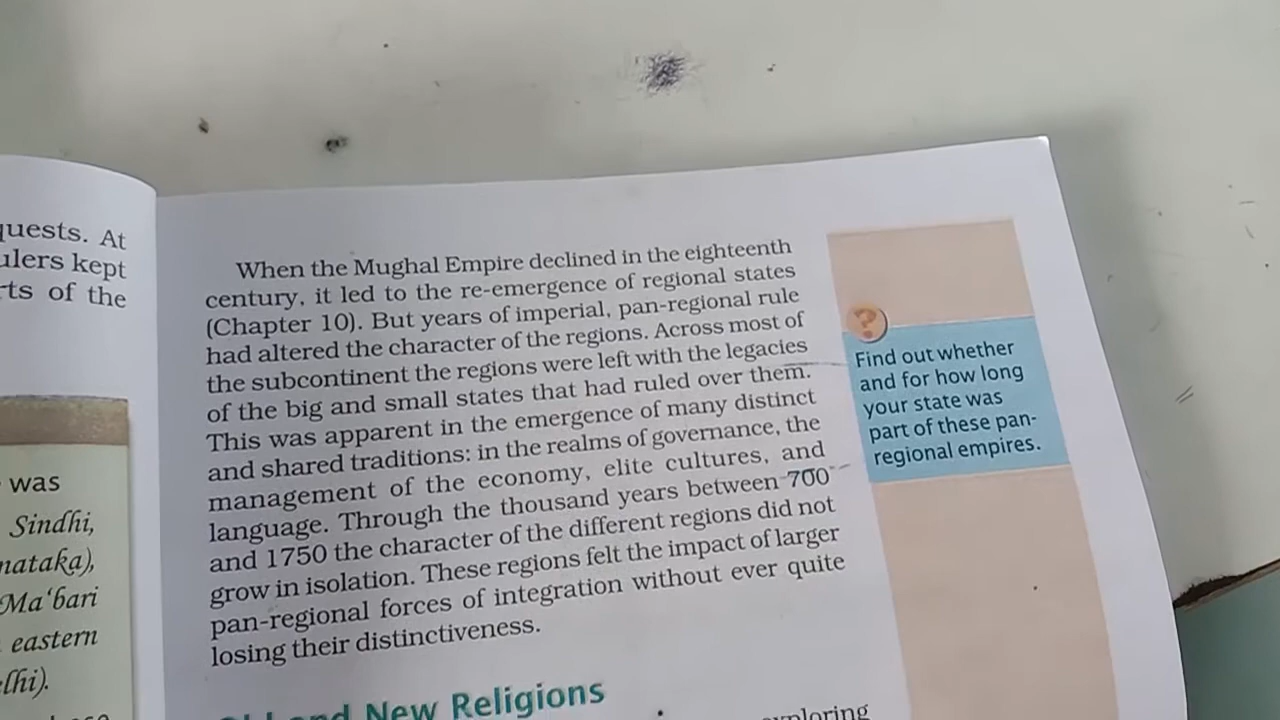 quests. At
ulers kept
rts of the
was
Sindhi,
nataka),
Ma‘bari
eastern
lhi).
When the Mughal Empire declined in the eighteenth
century, it led to the re-emergence of regional states
(Chapter 10). But years of imperial, pan-regional rule
had altered the character of the regions. Across most of
the subcontinent the regions were left with the legacies
of the big and small states that had ruled over them.
This was apparent in the emergence of many distinct
and shared traditions: in the realms of governance, the
management of the economy, elite cultures, and
language. Through the thousand years between 700
and 1750 the character of the different regions did not
grow in isolation. These regions felt the impact of larger
pan-regional forces of integration without ever quite
losing their distinctiveness.
and New Religions
exploring
?
Find out whether
and for how long
your state was
part of these pan-
regional empires.